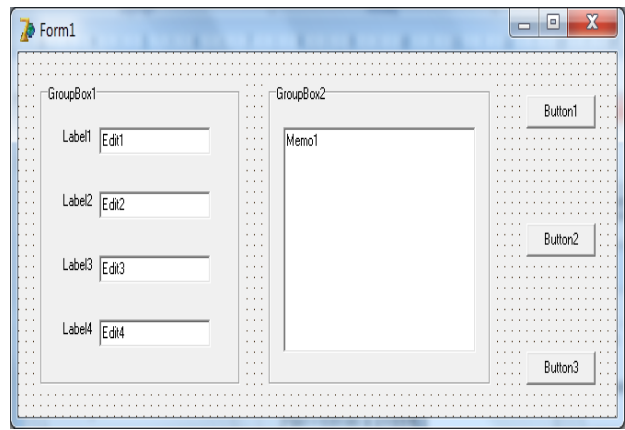 Form1
GroupBox1
Label1 Edit1
Label2 Edit2
Label3 Edit3
Label4 Edit4
GroupBox2
Memo1
Button1
Button2
Button3